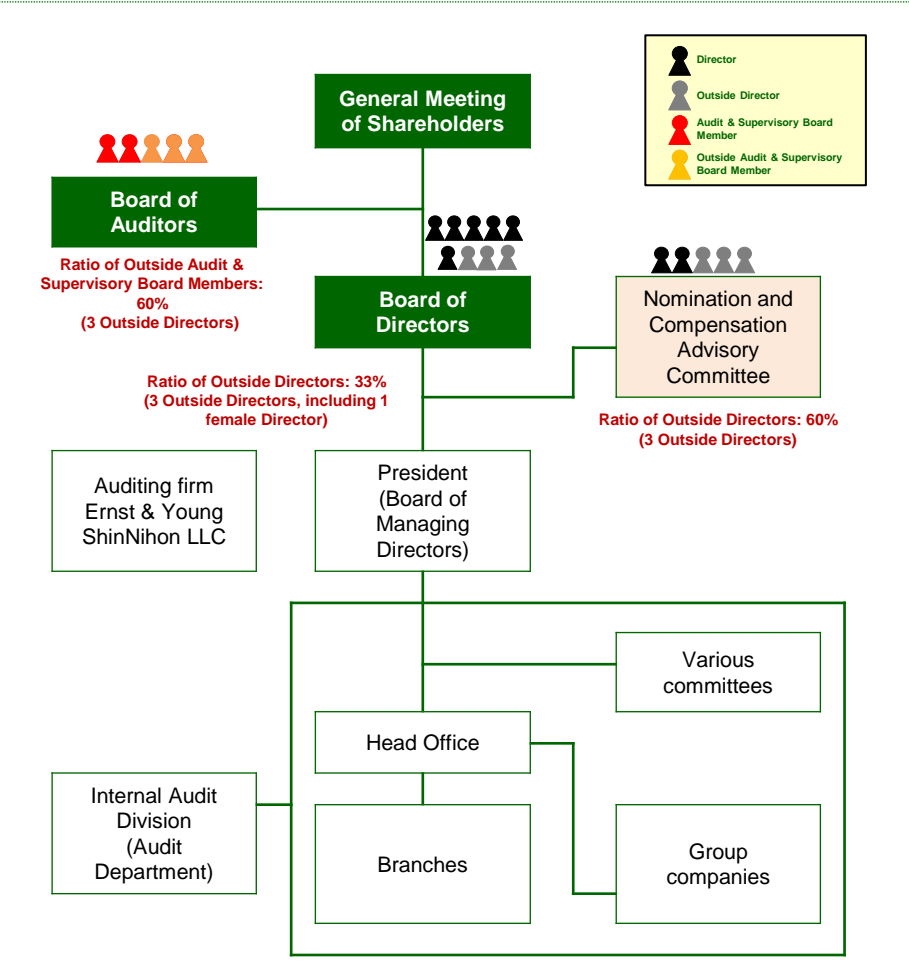 Director
Outside Director
Audit & Supervisory Board
Member
Outside Audit & Supervisory
Board Member
General Meeting
of Shareholders
Board of
Auditors
Ratio of Outside Audit &
Supervisory Board Members:
60%
(3 Outside Directors)
Board of
Directors
Nomination and
Compensation
Advisory
Committee
Ratio of Outside Directors: 33%
(3 Outside Directors, including 1
female Director)
Ratio of Outside Directors: 60%
(3 Outside Directors)
Auditing firm
Ernst & Young
ShinNihon LLC
President
(Board of
Managing
Directors)
Various
committees
Head Office
Internal Audit
Division
(Audit
Department)
Branches
Group
companies